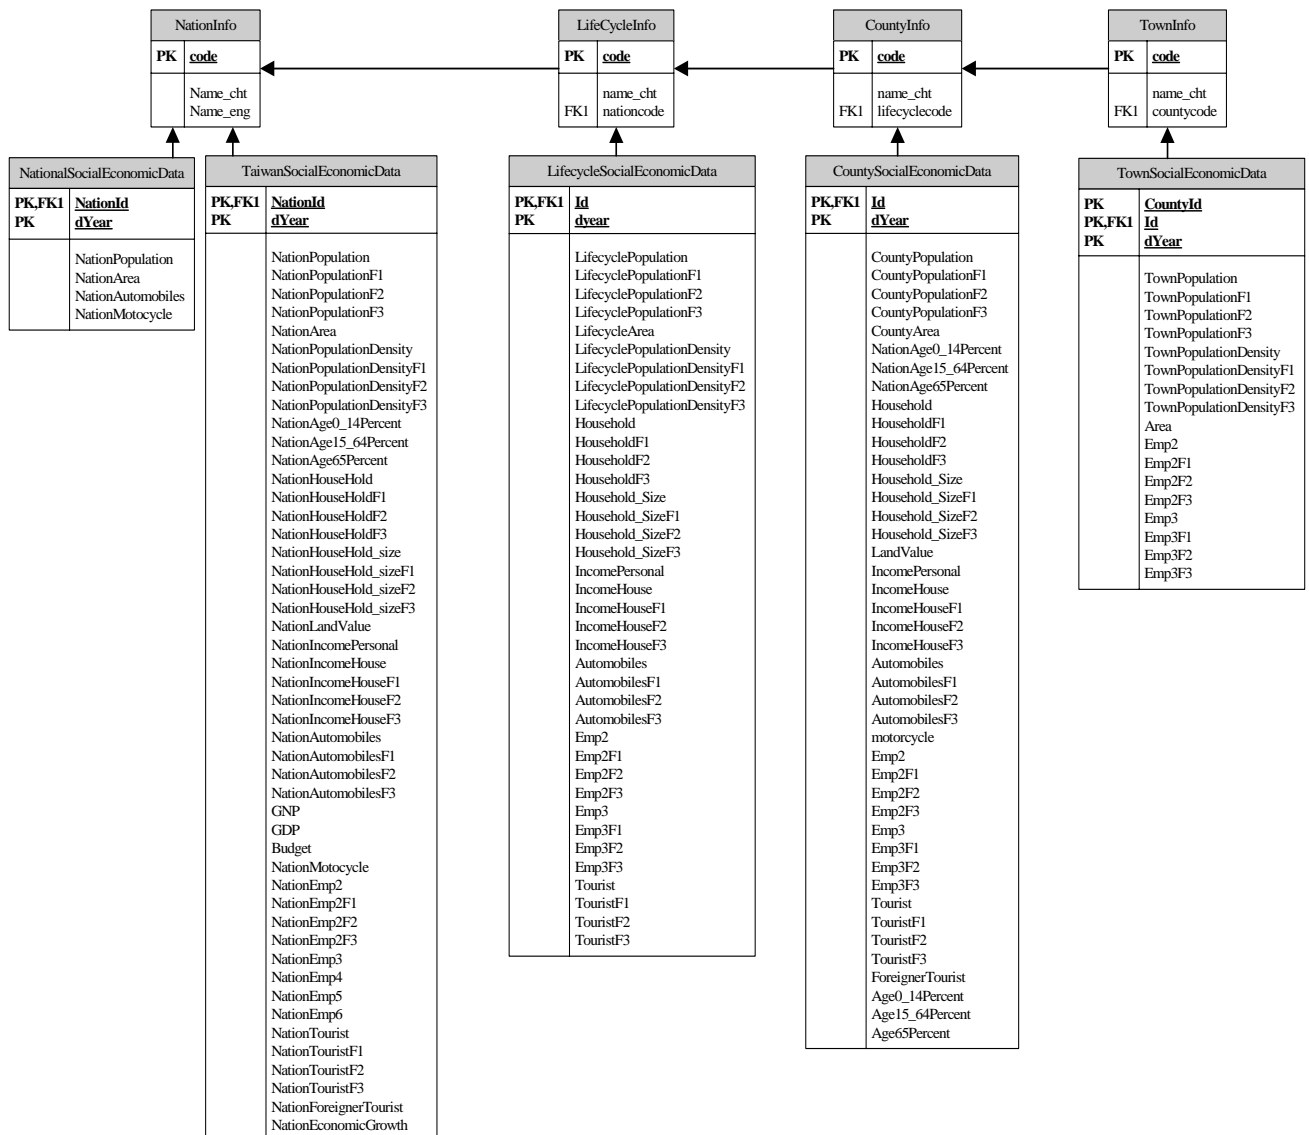 NationInfo
PK code
Name_cht
Name_eng
LifeCycleInfo
PK code
name_cht
FK1 nationcode
CountyInfo
PK code
name_cht
FK1 lifecyclecode
TownInfo
PK code
name_cht
FK1 countycode
NationalSocialEconomicData
PK,FK1 NationId
PK dYear
NationPopulation
NationArea
NationAutomobiles
NationMotocycle
TaiwanSocialEconomicData
PK,FK1 NationId
PK dYear
NationPopulation
NationPopulationF1
NationPopulationF2
NationPopulationF3
NationArea
NationPopulationDensity
NationPopulationDensityF1
NationPopulationDensityF2
NationPopulationDensityF3
NationAge0_14Percent
NationAge15_64Percent
NationAge65Percent
NationHouseHold
NationHouseHoldF1
NationHouseHoldF2
NationHouseHoldF3
NationHouseHold_size
NationHouseHold_sizeF1
NationHouseHold_sizeF2
NationHouseHold_sizeF3
NationLandValue
NationIncomePersonal
NationIncomeHouse
NationIncomeHouseF1
NationIncomeHouseF2
NationIncomeHouseF3
NationAutomobiles
NationAutomobilesF1
NationAutomobilesF2
NationAutomobilesF3
GNP
GDP
Budget
NationMotocycle
NationEmp2
NationEmp2F1
NationEmp2F2
NationEmp2F3
NationEmp3
NationEmp4
NationEmp5
NationEmp6
NationTourist
NationTouristF1
NationTouristF2
NationTouristF3
NationForeignerTourist
NationEconomicGrowth
LifecycleSocialEconomicData
PK,FK1 Id
PK dyear
LifecyclePopulation
LifecyclePopulationF1
LifecyclePopulationF2
LifecyclePopulationF3
LifecycleArea
LifecyclePopulationDensity
LifecyclePopulationDensityF1
LifecyclePopulationDensityF2
LifecyclePopulationDensityF3
Household
HouseholdF1
HouseholdF2
HouseholdF3
Household_Size
Household_SizeF1
Household_SizeF2
Household_SizeF3
IncomePersonal
IncomeHouse
IncomeHouseF1
IncomeHouseF2
IncomeHouseF3
Automobiles
AutomobilesF1
AutomobilesF2
AutomobilesF3
Emp2
Emp2F1
Emp2F2
Emp2F3
Emp3
Emp3F1
Emp3F2
Emp3F3
Tourist
TouristF1
TouristF2
TouristF3
CountySocialEconomicData
PK,FK1 Id
PK dYear
CountyPopulation
CountyPopulationF1
CountyPopulationF2
CountyPopulationF3
CountyArea
NationAge0_14Percent
NationAge15_64Percent
NationAge65Percent
Household
HouseholdF1
HouseholdF2
HouseholdF3
Household_Size
Household_SizeF1
Household_SizeF2
Household_SizeF3
LandValue
IncomePersonal
IncomeHouse
IncomeHouseF1
IncomeHouseF2
IncomeHouseF3
Automobiles
AutomobilesF1
AutomobilesF2
AutomobilesF3
motorcycle
Emp2
Emp2F1
Emp2F2
Emp2F3
Emp3
Emp3F1
Emp3F2
Emp3F3
Tourist
TouristF1
TouristF2
TouristF3
ForeignerTourist
Age0_14Percent
Age15_64Percent
Age65Percent
TownSocialEconomicData
PK CountyId
PK,FK1 Id
PK dYear
TownPopulation
TownPopulationF1
TownPopulationF2
TownPopulationF3
TownPopulationDensity
TownPopulationDensityF1
TownPopulationDensityF2
TownPopulationDensityF3
Area
Emp2
Emp2F1
Emp2F2
Emp2F3
Emp3
Emp3F1
Emp3F2
Emp3F3